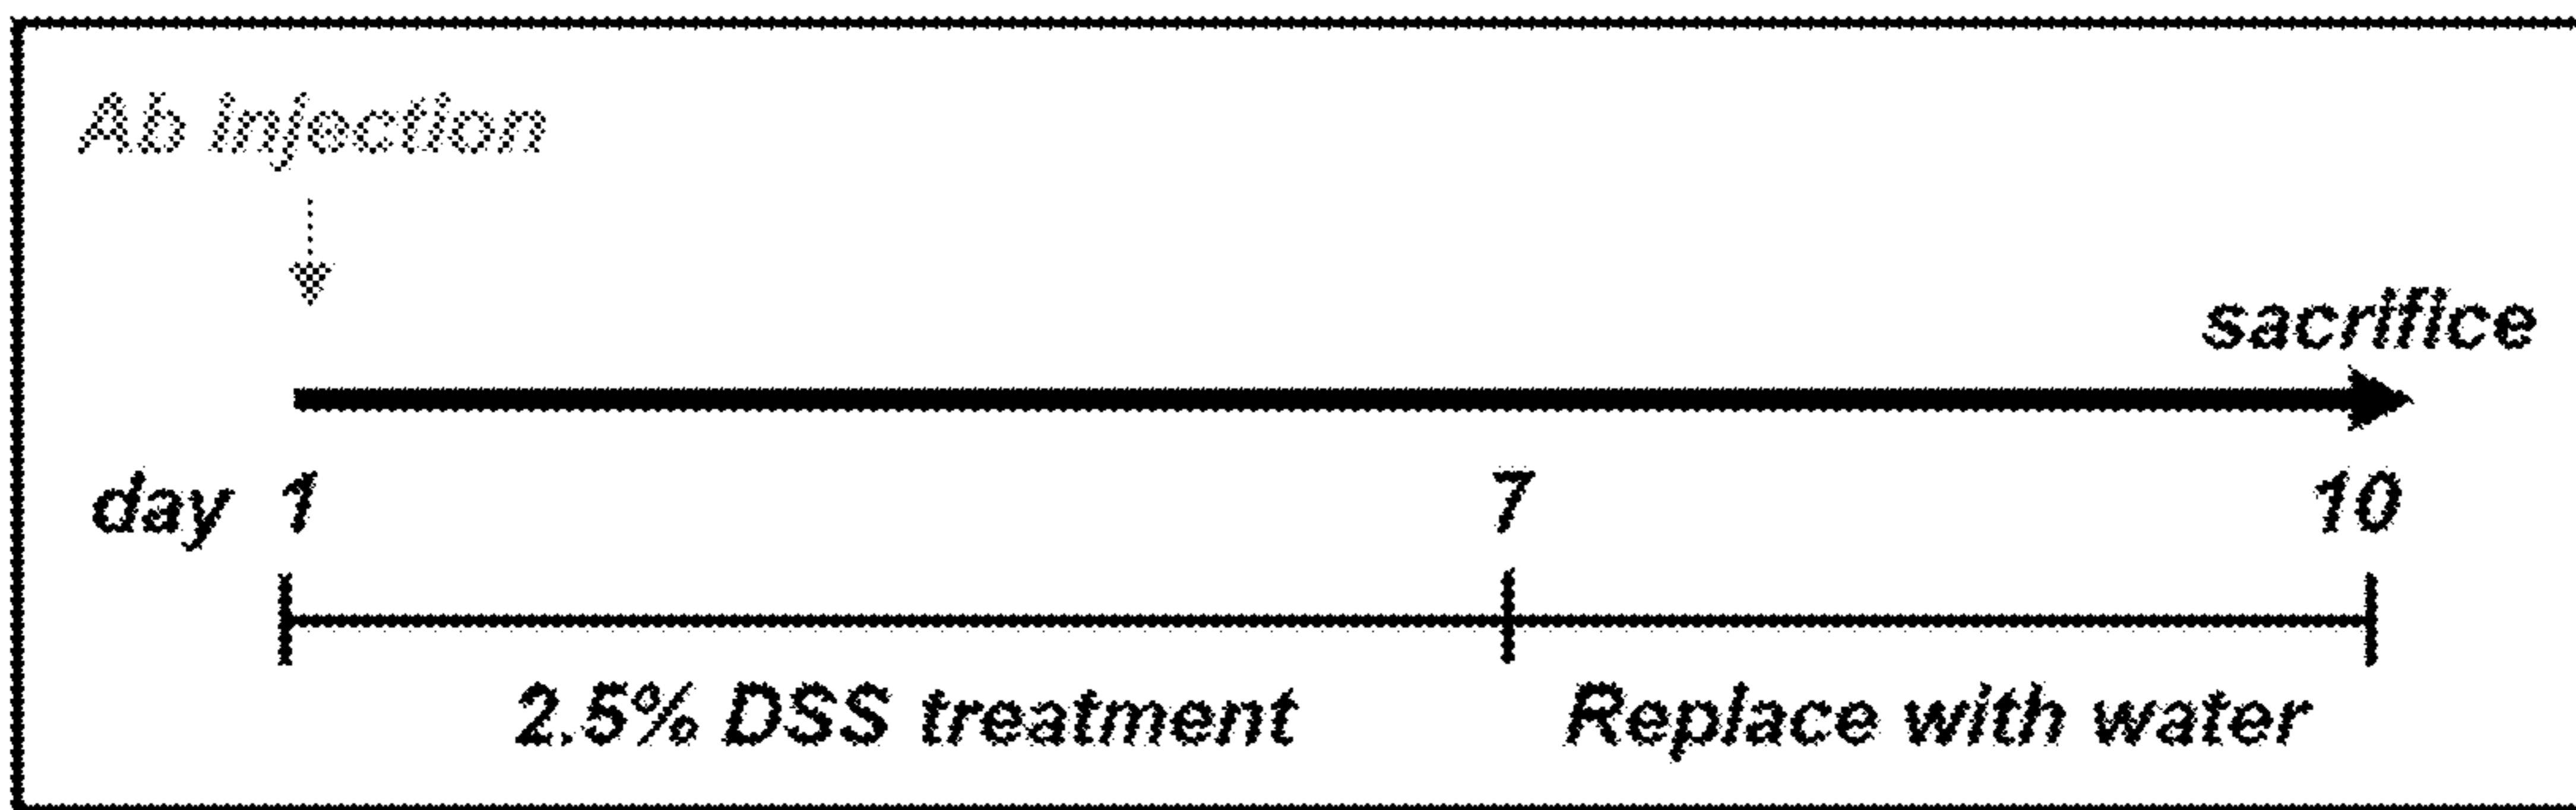 Ab injection
sacrifice
day 1 7 10
2.5% DSS treatment Replace with water